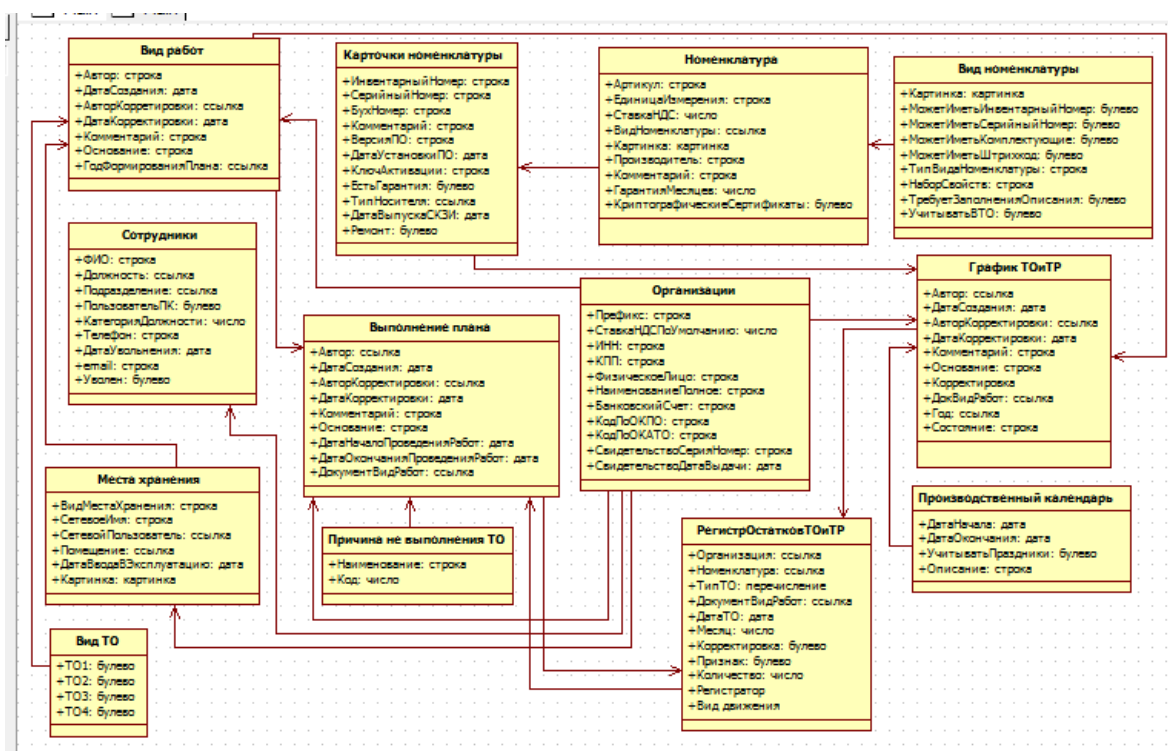 Вид работ
+Автор: строка
+ДатаСоздания: дата
+АвторКорретировки: ссылка
+ДатаКорректировки: дата
+Комментарий: строка
+Основание: строка
+ГодФормированияПлана: ссылка
Карточки номенклатуры
+ИнвентарныйНомер: строка
+СерийныйНомер: строка
+БухНомер: строка
+Комментарий: строка
+ВерсияПО: строка
+ДатаУстановкиПО: дата
+КлючАктивации: строка
+ЕстьГарантия: булево
+ТипНосителя: ссылка
+ДатаВыпускаСКЗИ: дата
+Ремонт: булево
Номенклатура
+Артикул: строка
+ЕдиницаИзмерения: строка
+СтавкаНДС: число
+ВидНоменклатуры: ссылка
+Картинка: картинка
+Производитель: строка
+Комментарий: строка
+ГарантияМесяцев: число
+КриптографическиеСертификаты: булево
Вид номенклатуры
+Картинка: картинка
+МожетИметьИнвентарныйНомер: булево
+МожетИметьСерийныйНомер: булево
+МожетИметьКомплектующие: булево
+МожетИметьШтрихкод: булево
+ТипВидаНоменклатуры: строка
+НаборСвойств: строка
+ТребуетЗаполненияОписания: булево
+УчитыватьВТО: булево
Сотрудники
+ФИО: строка
+Должность: ссылка
+Подразделение: ссылка
+ПользовательПК: булево
+КатегорияДолжности: число
+Телефон: строка
+ДатаУвольнения: дата
+email: строка
+Уволен: булево
Выполнение плана
+Автор: ссылка
+ДатаСоздания: дата
+АвторКорретировки: ссылка
+ДатаКорректировки: дата
+Комментарий: строка
+Основание: строка
+ДатаНачалоПроведенияРабот: дата
+ДатаОкончанияПроведенияРабот: дата
+ДокументВидРабот: ссылка
Организации
+Префикс: строка
+СтавкаНДСПоУмолчанию: число
+ИНН: строка
+КПП: строка
+ФизическоеЛицо: строка
+НаименованиеПолное: строка
+БанковскийСчет: строка
+КодПоОКПО: строка
+КодПоОКАТО: строка
+СвидетельствоСерияНомер: строка
+СвидетельствоДатаВыдачи: дата
График ТОиТР
+Автор: ссылка
+ДатаСоздания: дата
+АвторКорректировки: ссылка
+ДатаКорректировки: дата
+Комментарий: строка
+Основание: строка
+Корректировка
+ДокВидРабот: ссылка
+Год: ссылка
+Состояние: строка
Места хранения
+ВидМестаХранения: строка
+СетевоеИмя: строка
+СетевойПользователь: ссылка
+Помещение: ссылка
+ДатаВводаВЭксплуатацию: дата
+Картинка: картинка
Причина не выполнения ТО
+Наименование: строка
+Код: число
РегистрОстатковТОиТР
+Организация: ссылка
+Номенклатура: ссылка
+ТипТО: перечисление
+ДокументВидРабот: ссылка
+ДатаТО: дата
+Месяц: число
+Корректировка: булево
+Признак: булево
+Количество: число
+Регистратор
+Вид движения
Производственный календарь
+ДатаНачала: дата
+ДатаОкончания: дата
+УчитыватьПраздники: булево
+Описание: строка
Вид ТО
+ТО1: булево
+ТО2: булево
+ТО3: булево
+ТО4: булево